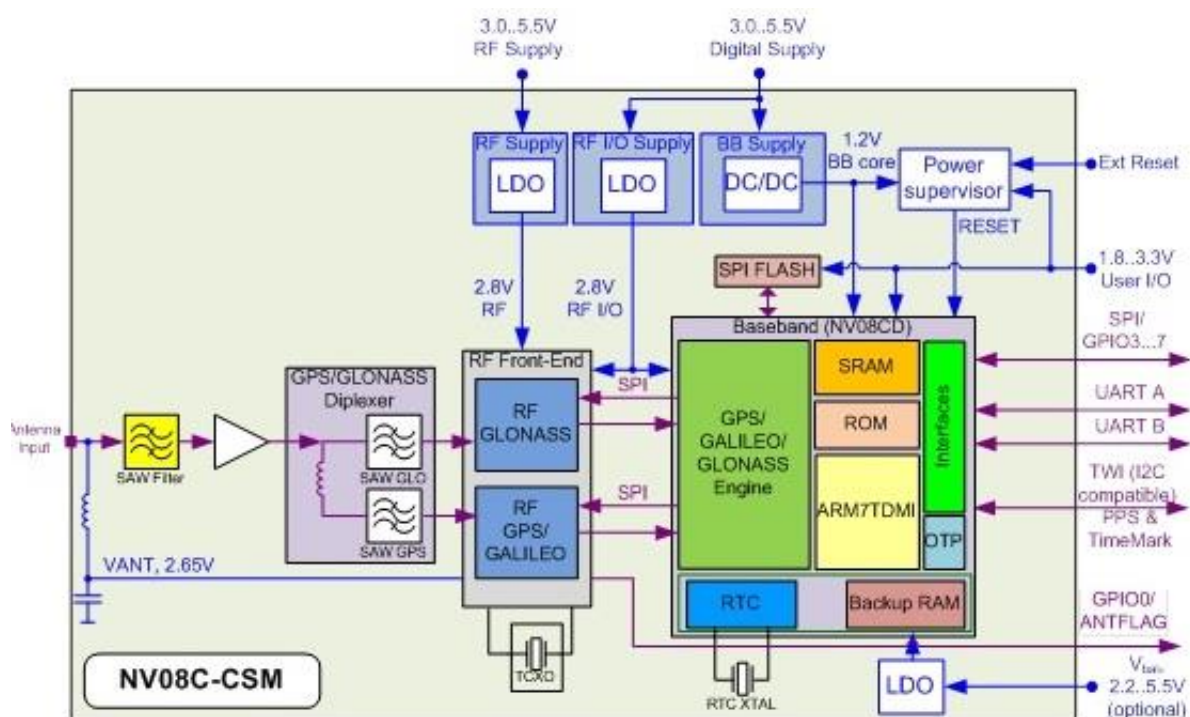 3.0..5.5V
RF Supply
3.0..5.5V
Digital Supply
RF Supply
LDO
RF I/O Supply
LDO
BB Supply
DC/DC
1.2V
BB core
Power
supervisor
Ext Reset
RESET
SPI FLASH
1.8..3.3V
User I/O
2.8V
RF
2.8V
RF I/O
Baseband (NV08CD)
SPI/
GPIO3...7
RF Front-End
GPS/GLONASS
Diplexer
RF
GLONASS
SPI
GPS/
GALILEO/
GLONASS
Engine
SRAM
ROM
ARM7TDMI
Interfaces
OTP
UART A
UART B
Antenna
Input
SAW Filter
SAW GLO
SAW GPS
RF
GPS/
GALILEO
SPI
TWI (I2C
compatible)
PPS &
TimeMark
VANT, 2.65V
RTC
Backup RAM
GPIO0/
ANTFLAG
TCXO
RTC XTAL
LDO
2.2..5.5V
(optional)
NV08C-CSM